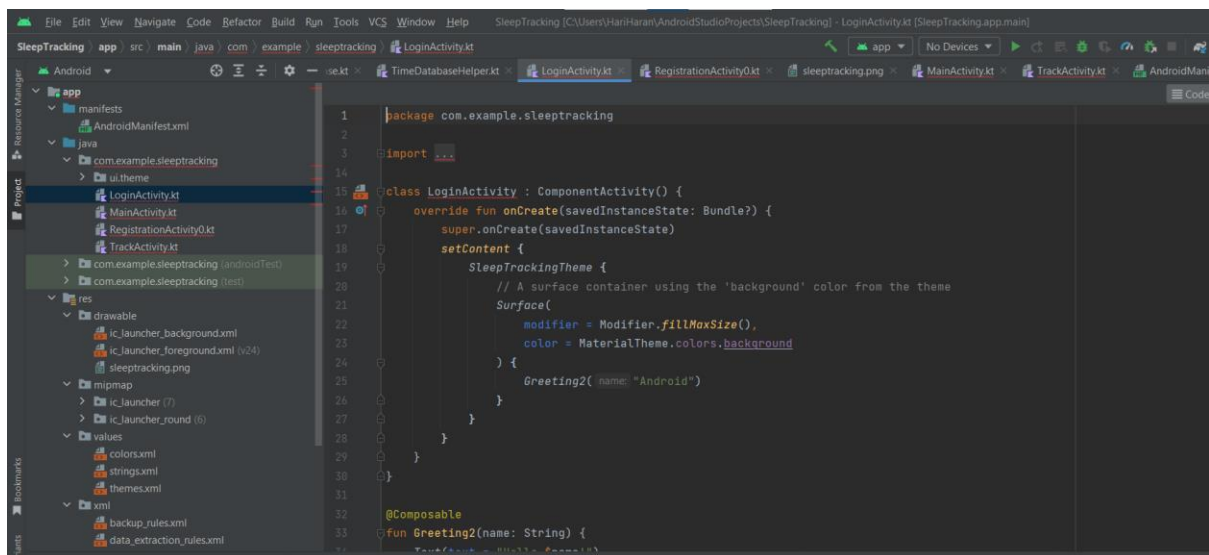 File Edit View Navigate Code Refactor Build Run Tools VCS Window Help SleepTracking [C:\Users\HariHaran\AndroidStudioProjects\SleepTracking] - LoginActivity.kt [SleepTracking.app.main]
SleepTracking app src main java com example sleeptracking LoginActivity.kt app No Devices
Android se.kt TimeDatabaseHelper.kt LoginActivity.kt RegistrationActivity0.kt sleeptracking.png MainActivity.kt TrackActivity.kt AndroidMani
Resource Manager
Project
Bookmarks
app
manifests
AndroidManifest.xml
java
com.example.sleeptracking
ui.theme
LoginActivity.kt
MainActivity.kt
RegistrationActivity0.kt
TrackActivity.kt
com.example.sleeptracking (androidTest)
com.example.sleeptracking (test)
res
drawable
ic_launcher_background.xml
ic_launcher_foreground.xml (v24)
sleeptracking.png
mipmap
ic_launcher (7)
ic_launcher_round (6)
values
colors.xml
strings.xml
themes.xml
xml
backup_rules.xml
data_extraction_rules.xml
Code
1 package com.example.sleeptracking
2
3 import ...
14
15 class LoginActivity : ComponentActivity() {
16 override fun onCreate(savedInstanceState: Bundle?) {
17 super.onCreate(savedInstanceState)
18 setContent {
19 SleepTrackingTheme {
20 // A surface container using the 'background' color from the theme
21 Surface(
22 modifier = Modifier.fillMaxSize(),
23 color = MaterialTheme.colors.background
24 ) {
25 Greeting2( name: "Android")
26 }
27 }
28 }
29 }
30 }
31
32 @Composable
33 fun Greeting2(name: String) {